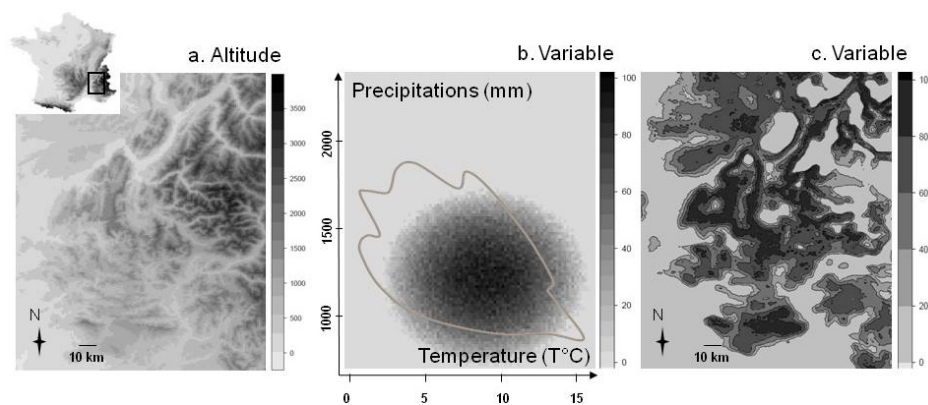 a. Altitude
3500
3000
2500
2000
1500
1000
500
0
N
10 km
b. Variable
Precipitations (mm)
2000
1500
1000
Temperature (T°C)
0 5 10 15
100
80
60
40
20
0
c. Variable
N
10 km
80
60
40
20
0